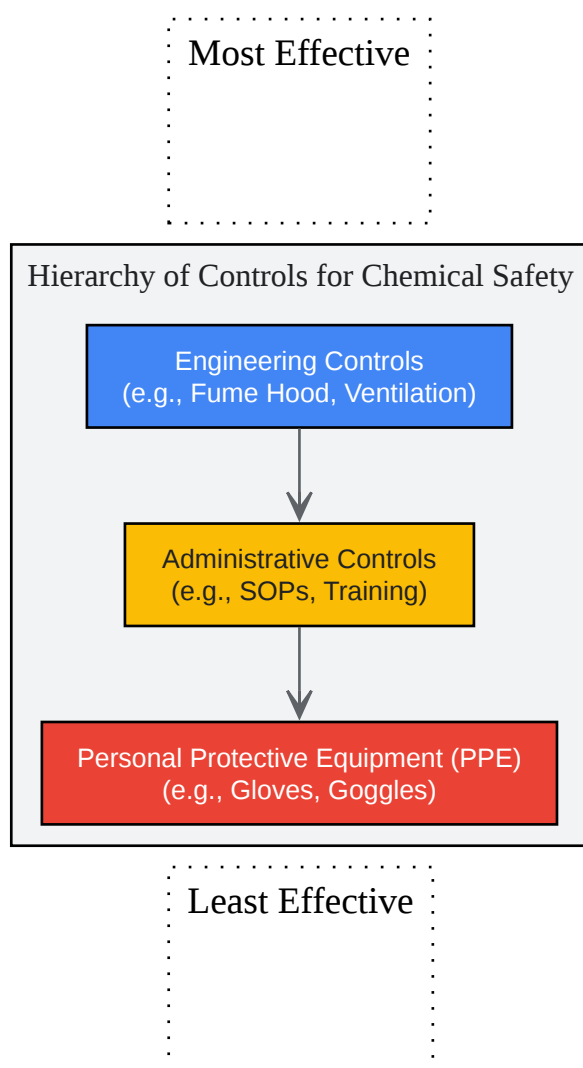 Most Effective
Hierarchy of Controls for Chemical Safety
Engineering Controls
(e.g., Fume Hood, Ventilation)
Administrative Controls
(e.g., SOPs, Training)
Personal Protective Equipment (PPE)
(e.g., Gloves, Goggles)
Least Effective